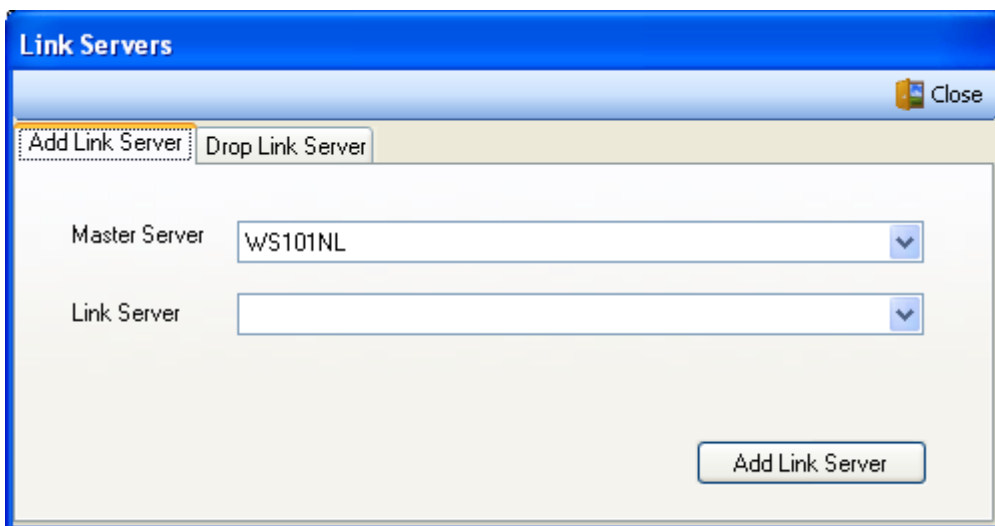 Link Servers
Close
Add Link Server Drop Link Server
Master Server WS101NL
Link Server
Add Link Server